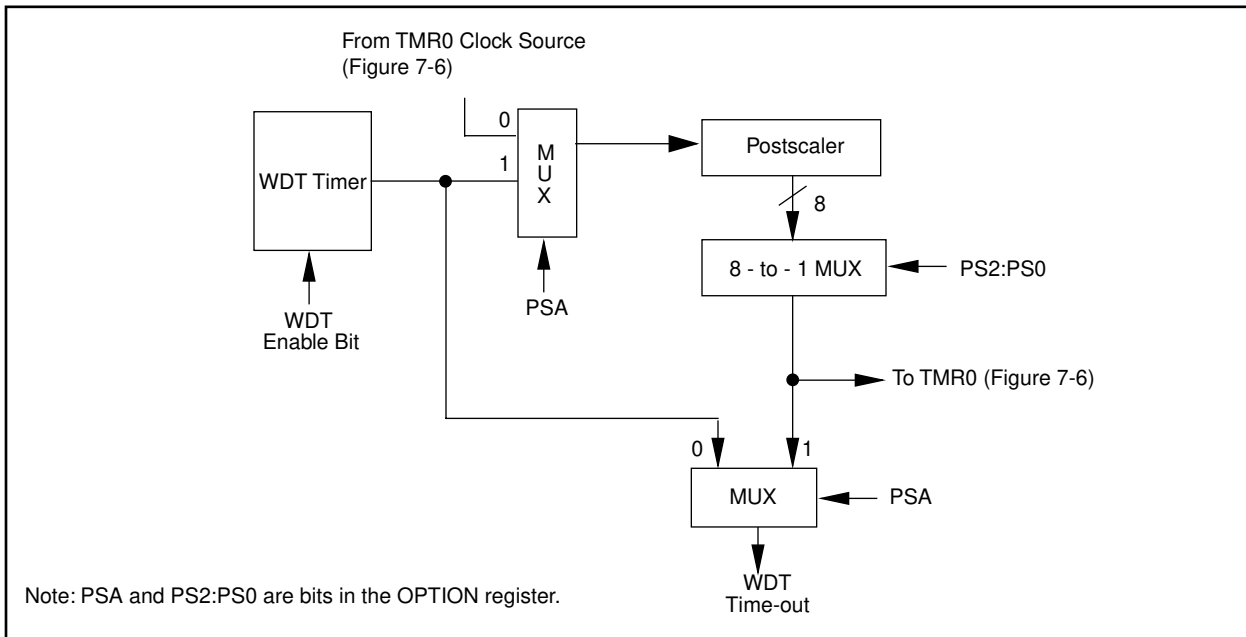 From TMR0 Clock Source
(Figure 7-6)
0
1
M
U
X
WDT Timer
Postscaler
8
8 - to - 1 MUX
PS2:PS0
PSA
WDT
Enable Bit
To TMR0 (Figure 7-6)
0
1
MUX
PSA
WDT
Time-out
Note: PSA and PS2:PS0 are bits in the OPTION register.